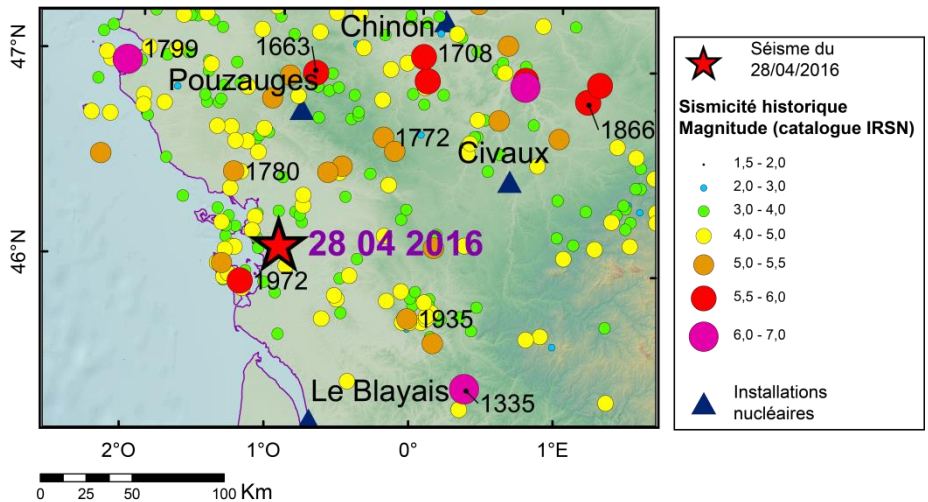 47°N
46°N
2°O
1°O
0°
1°E
Chinon
1799
1663
1708
Pouzauges
1866
1772
Civaux
1780
28 04 2016
1972
1935
Le Blayais
1335
0
25
50
100
Km
Séisme du
28/04/2016
Sismicité historique
Magnitude (catalogue IRSN)
1,5 - 2,0
2,0 - 3,0
3,0 - 4,0
4,0 - 5,0
5,0 - 5,5
5,5 - 6,0
6,0 - 7,0
Installations
nucléaires